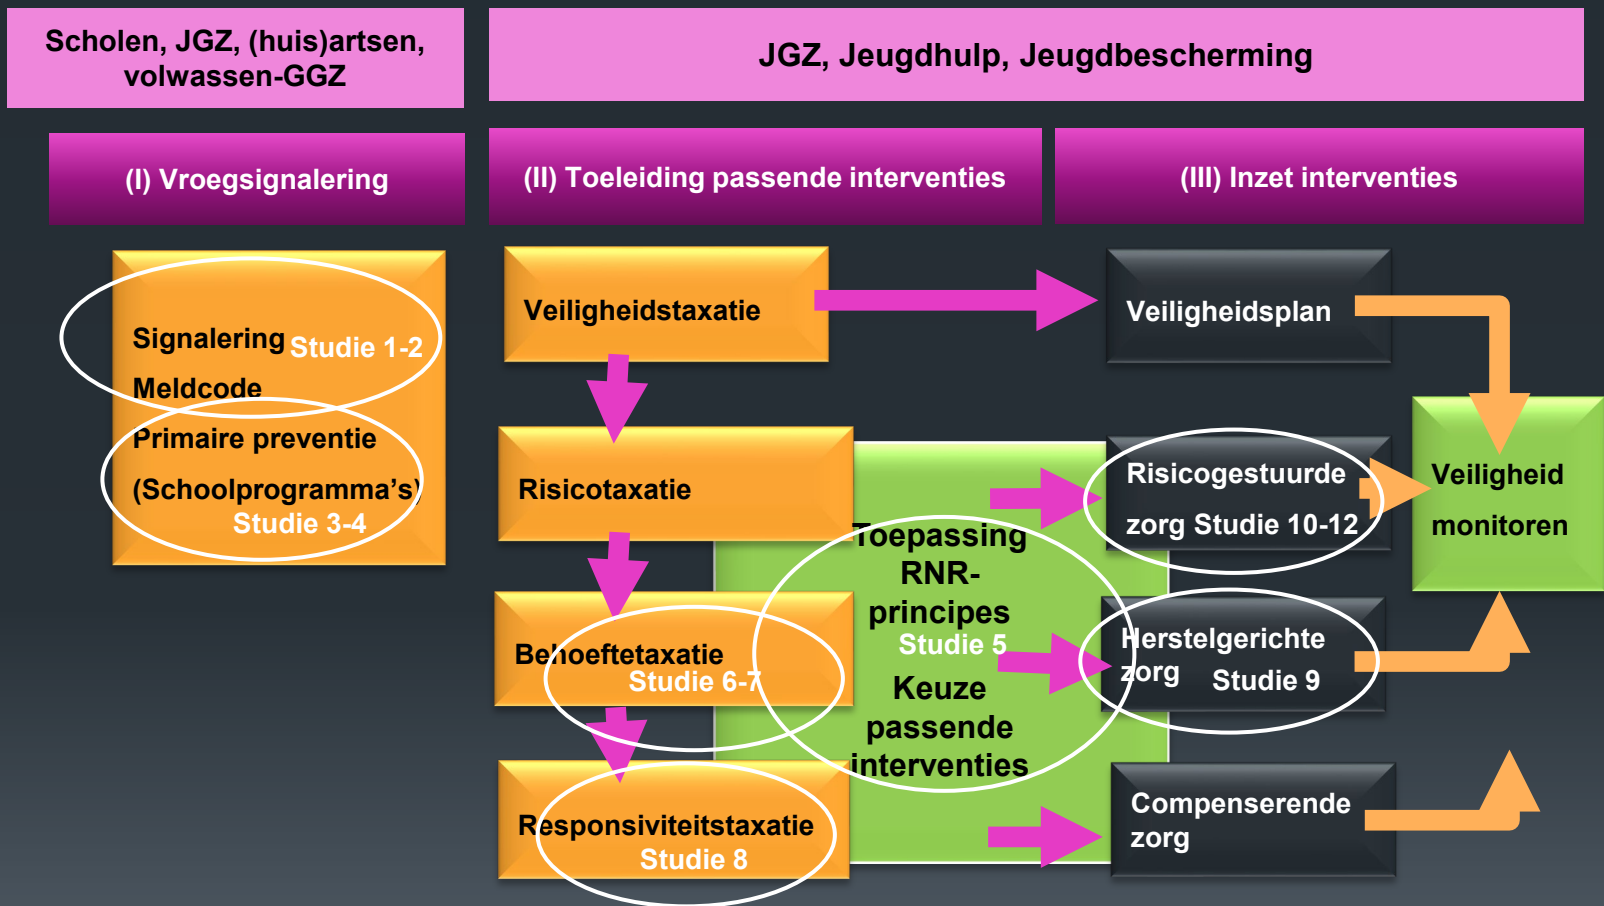 Scholen, JGZ, (huis)artsen,
volwassen-GGZ
JGZ, Jeugdhulp, Jeugdbescherming
(I) Vroegsignalering
(II) Toeleiding passende interventies
(III) Inzet interventies
Signalering
Studie 1-2
Meldcode
Primaire preventie
(Schoolprogramma's)
Studie 3-4
Veiligheidstaxatie
Risicotaxatie
Behoeftetaxatie
Studie 6-7
Responsiviteitstaxatie
Studie 8
Toepassing
RNR-
principes
Studie 5
Keuze
passende
interventies
Veiligheidsplan
Risicogestuurde
zorg Studie 10-12
Herstelgerichte
zorg
Studie 9
Compenserende
zorg
Veiligheid
monitoren